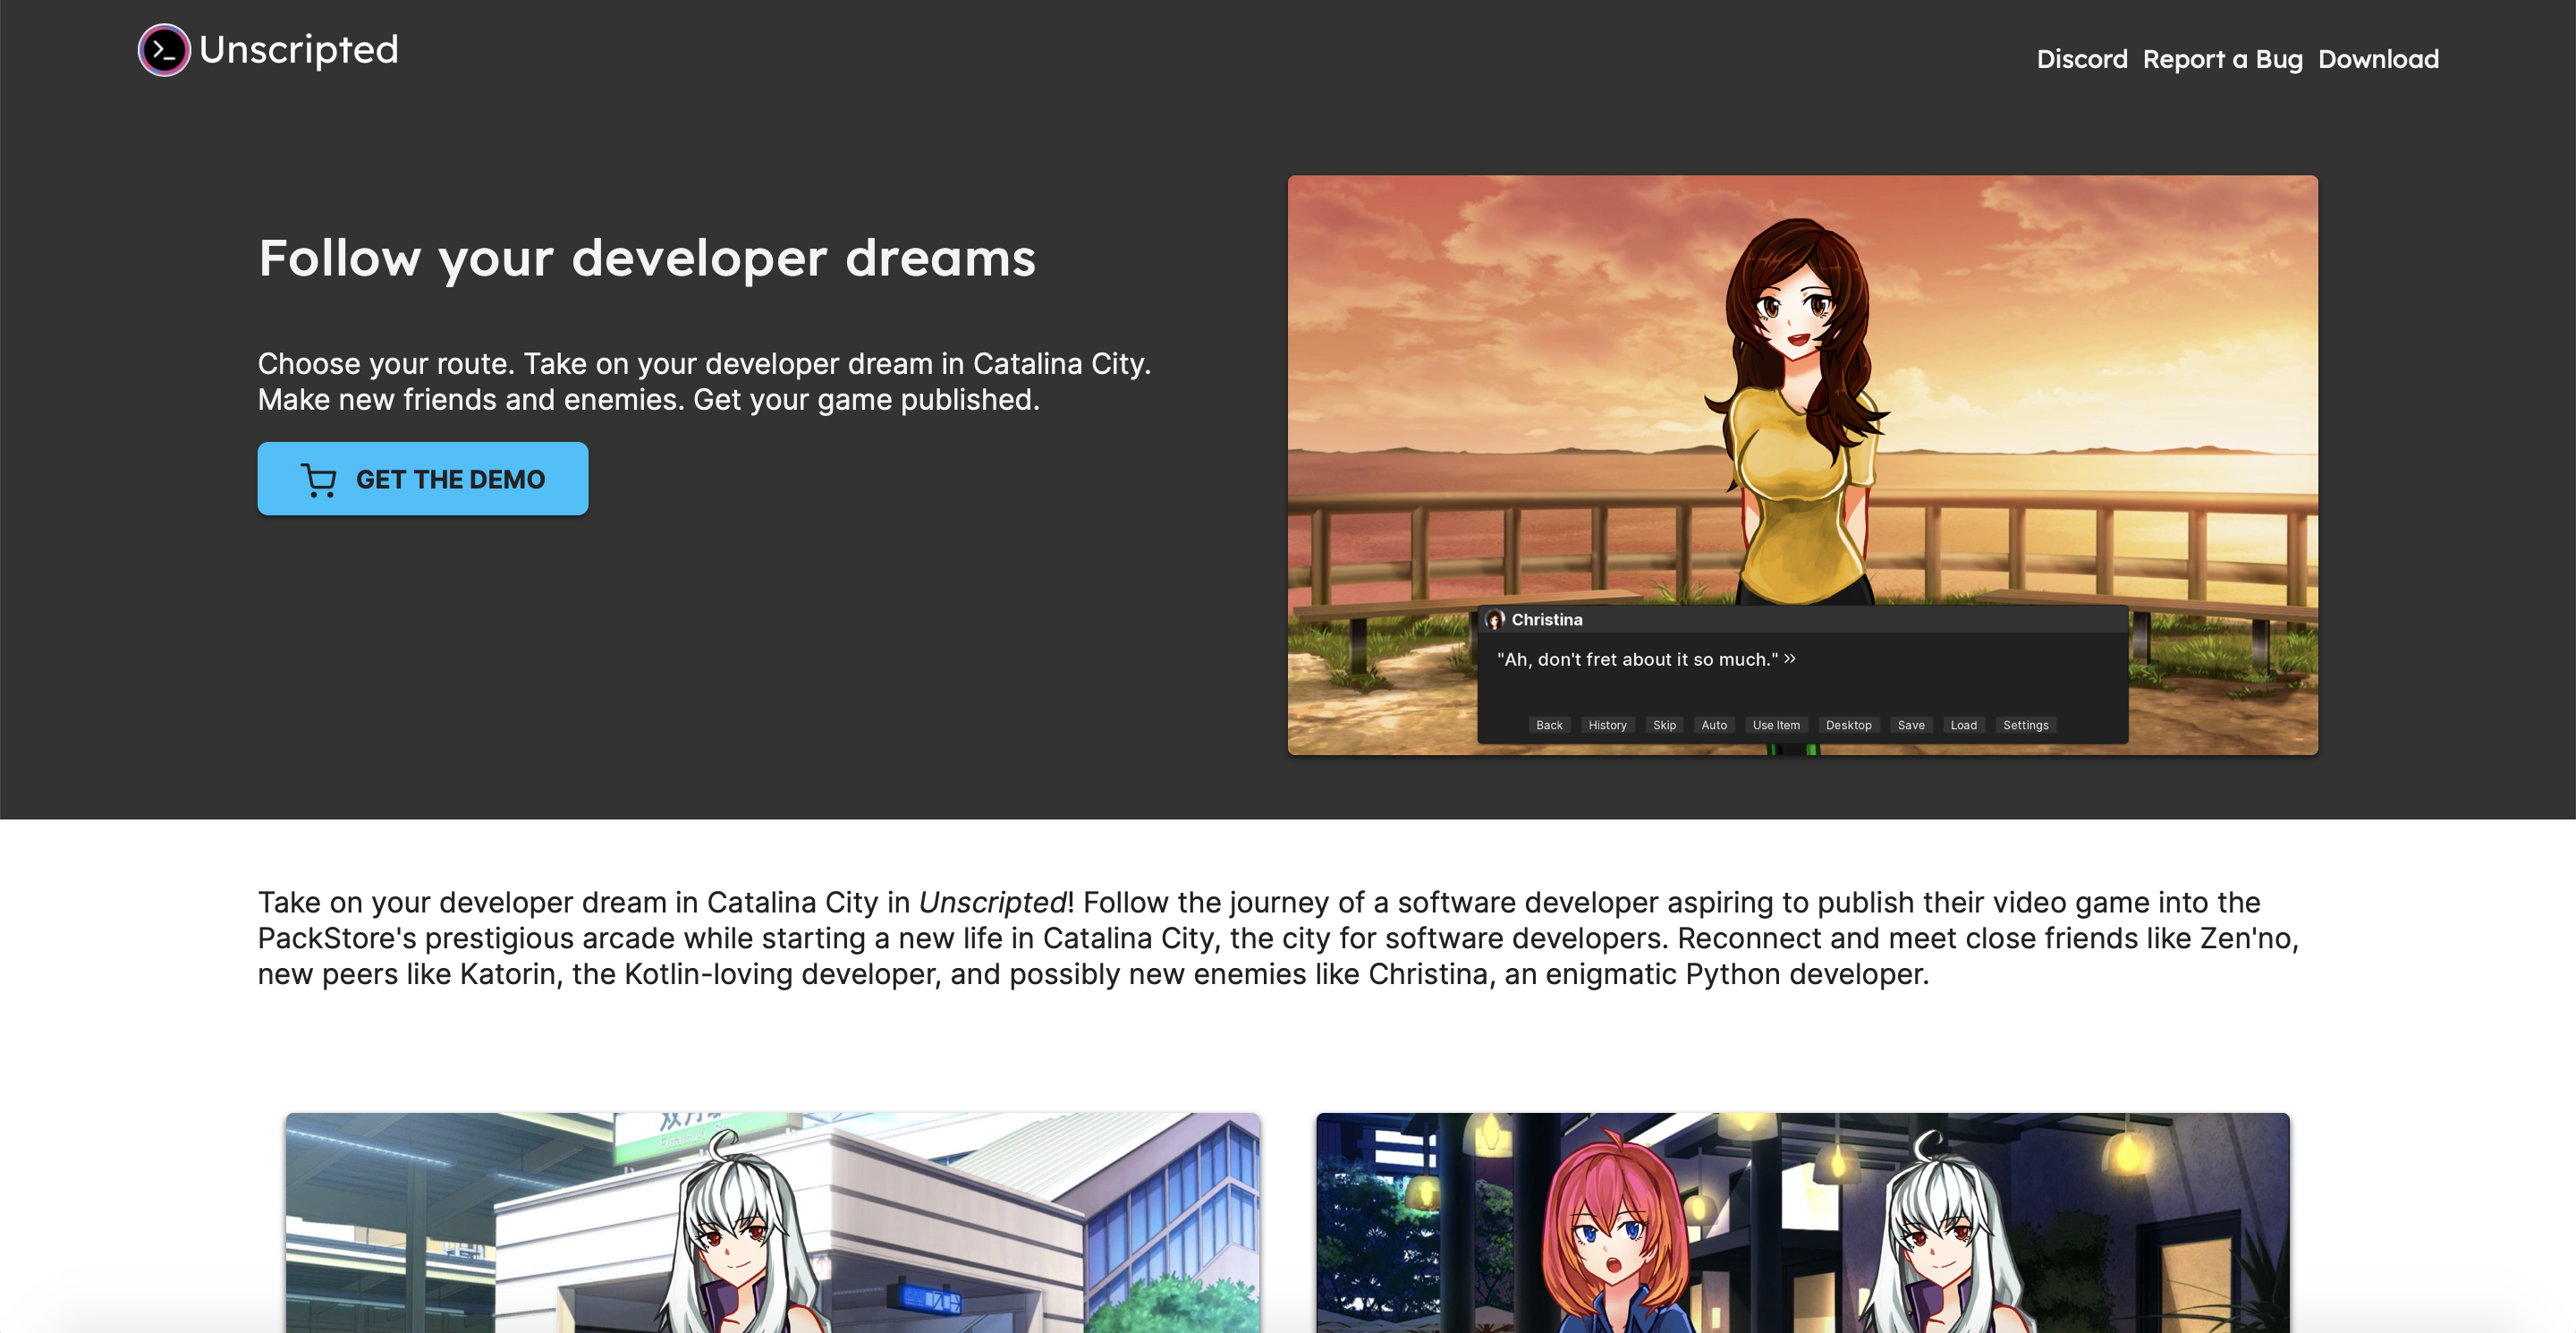 Unscripted
Discord Report a Bug Download
Follow your developer dreams
Choose your route. Take on your developer dream in Catalina City.
Make new friends and enemies. Get your game published.
GET THE DEMO
Christina
"Ah, don't fret about it so much."
Back History Skip Auto Use Item Desktop Save Load Settings
Take on your developer dream in Catalina City in Unscripted! Follow the journey of a software developer aspiring to publish their video game into the
PackStore's prestigious arcade while starting a new life in Catalina City, the city for software developers. Reconnect and meet close friends like Zen'no,
new peers like Katorin, the Kotlin-loving developer, and possibly new enemies like Christina, an enigmatic Python developer.